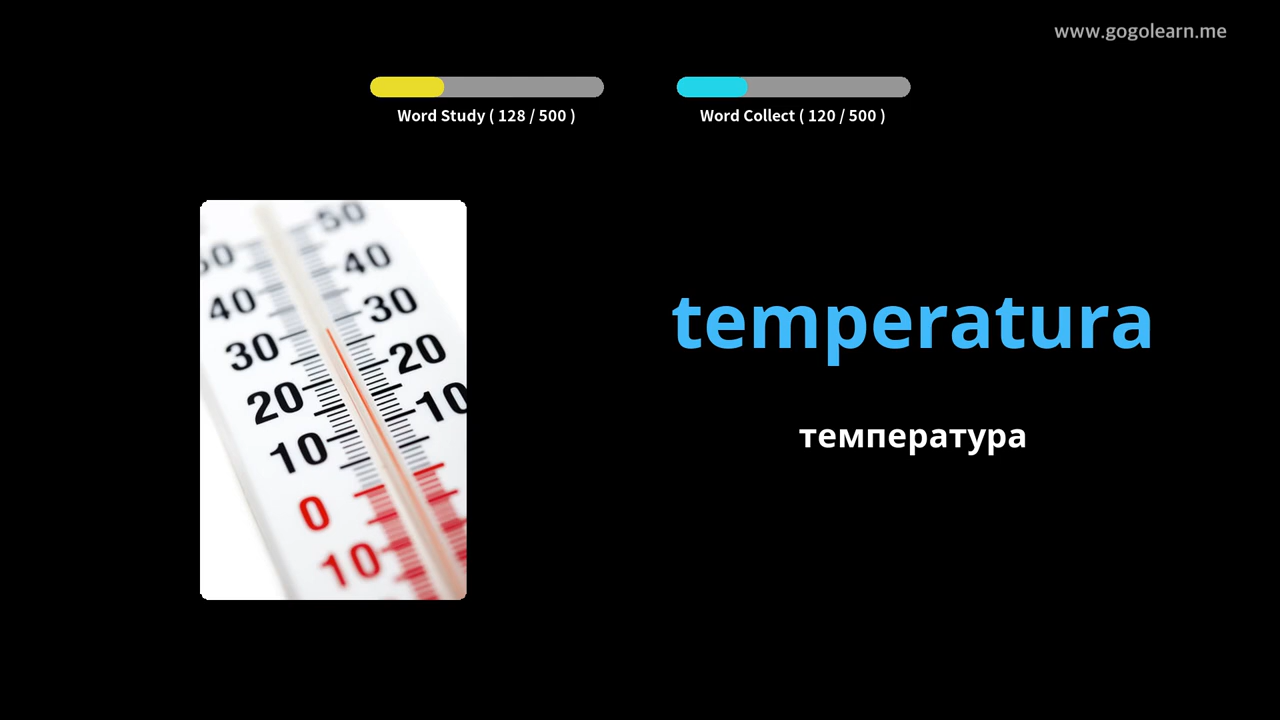 www.gogolearn.me
Word Study ( 128 / 500 )
Word Collect ( 120 / 500 )
50
40
30
20
10
40
30
20
10
0
10
temperatura
температура